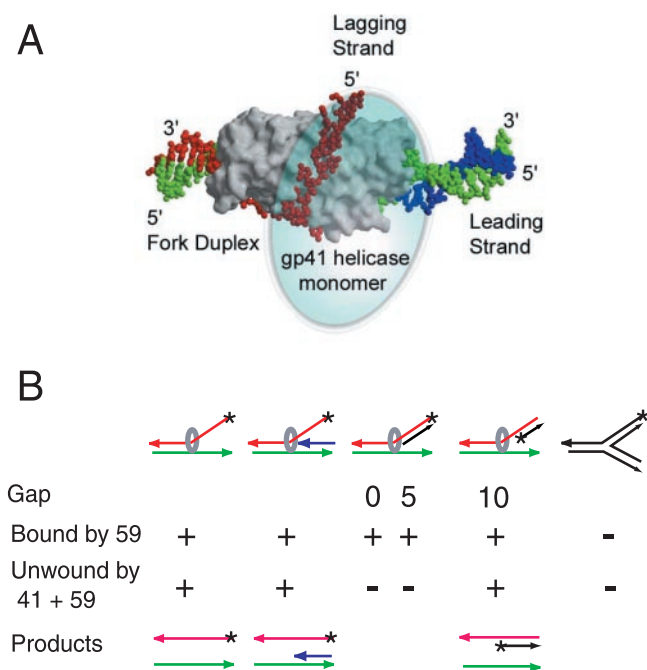 A
Lagging
Strand
5'
3'
3'
5'
5'
Fork Duplex
Leading
Strand
gp41 helicase
monomer
B
* * * * *
Gap 0 5 10
Bound by 59 + + + + + -
Unwound by
41 + 59 + + - - + -
Products * * *